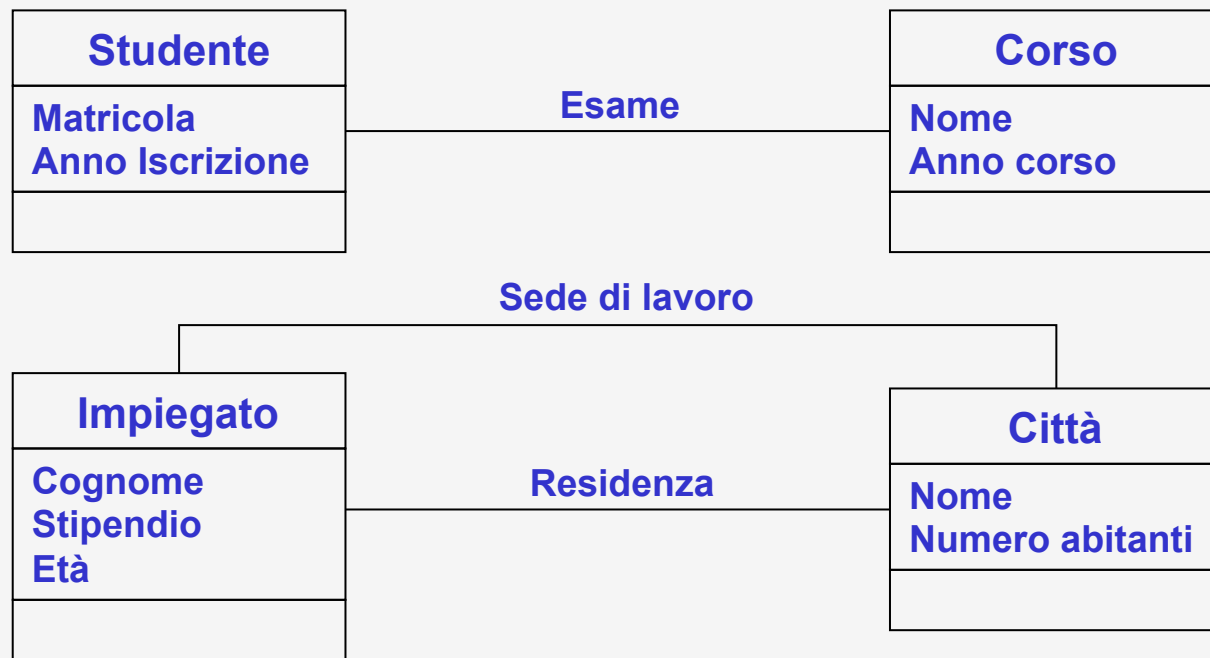 Studente
Matricola
Anno Iscrizione
Esame
Corso
Nome
Anno corso
Sede di lavoro
Impiegato
Cognome
Stipendio
Età
Residenza
Città
Nome
Numero abitanti